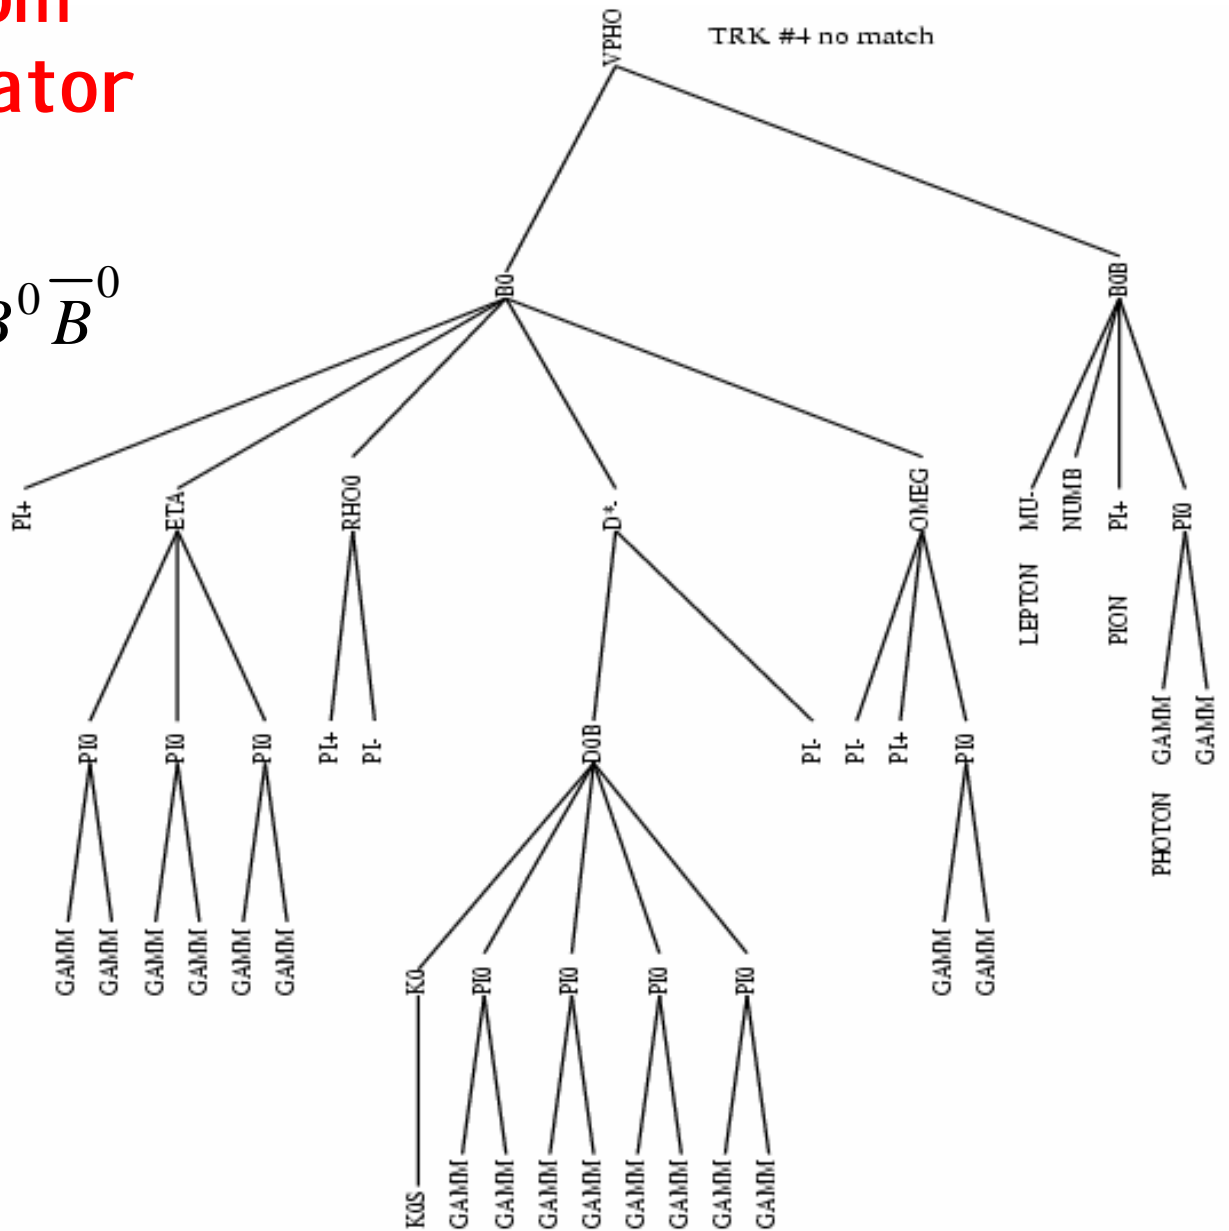 ator
VPHO
TRK #4 no match
B⁰ B̅⁰
B0
B0B
PI+
ETA
RHO0
D*-
OMEG
MU-
NUMB
PI+
PI0
LEPTON
PION
PI0
PI0
PI0
PI+
PI-
D0B
PI-
PI-
PI+
PI0
GAMM
GAMM
PHOTON
GAMM
GAMM
GAMM
GAMM
GAMM
GAMM
K0
PI0
PI0
PI0
PI0
GAMM
GAMM
K0S
GAMM
GAMM
GAMM
GAMM
GAMM
GAMM
GAMM
GAMM